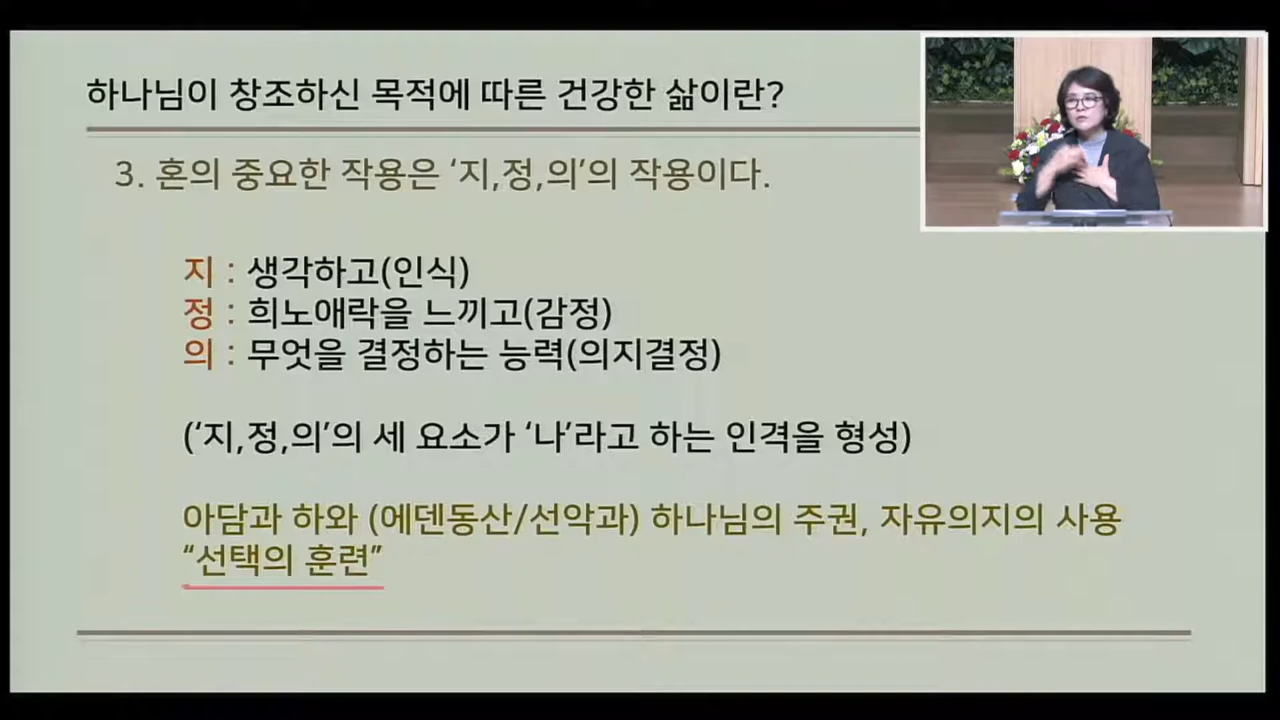 하나님이 창조하신 목적에 따른 건강한 삶이란?
3. 혼의 중요한 작용은 ‘지,정,의’의 작용이다.
지 : 생각하고(인식)
정 : 희노애락을 느끼고(감정)
의 : 무엇을 결정하는 능력(의지결정)
(‘지,정,의’의 세 요소가 ‘나’라고 하는 인격을 형성)
아담과 하와 (에덴동산/선악과) 하나님의 주권, 자유의지의 사용
“선택의 훈련”